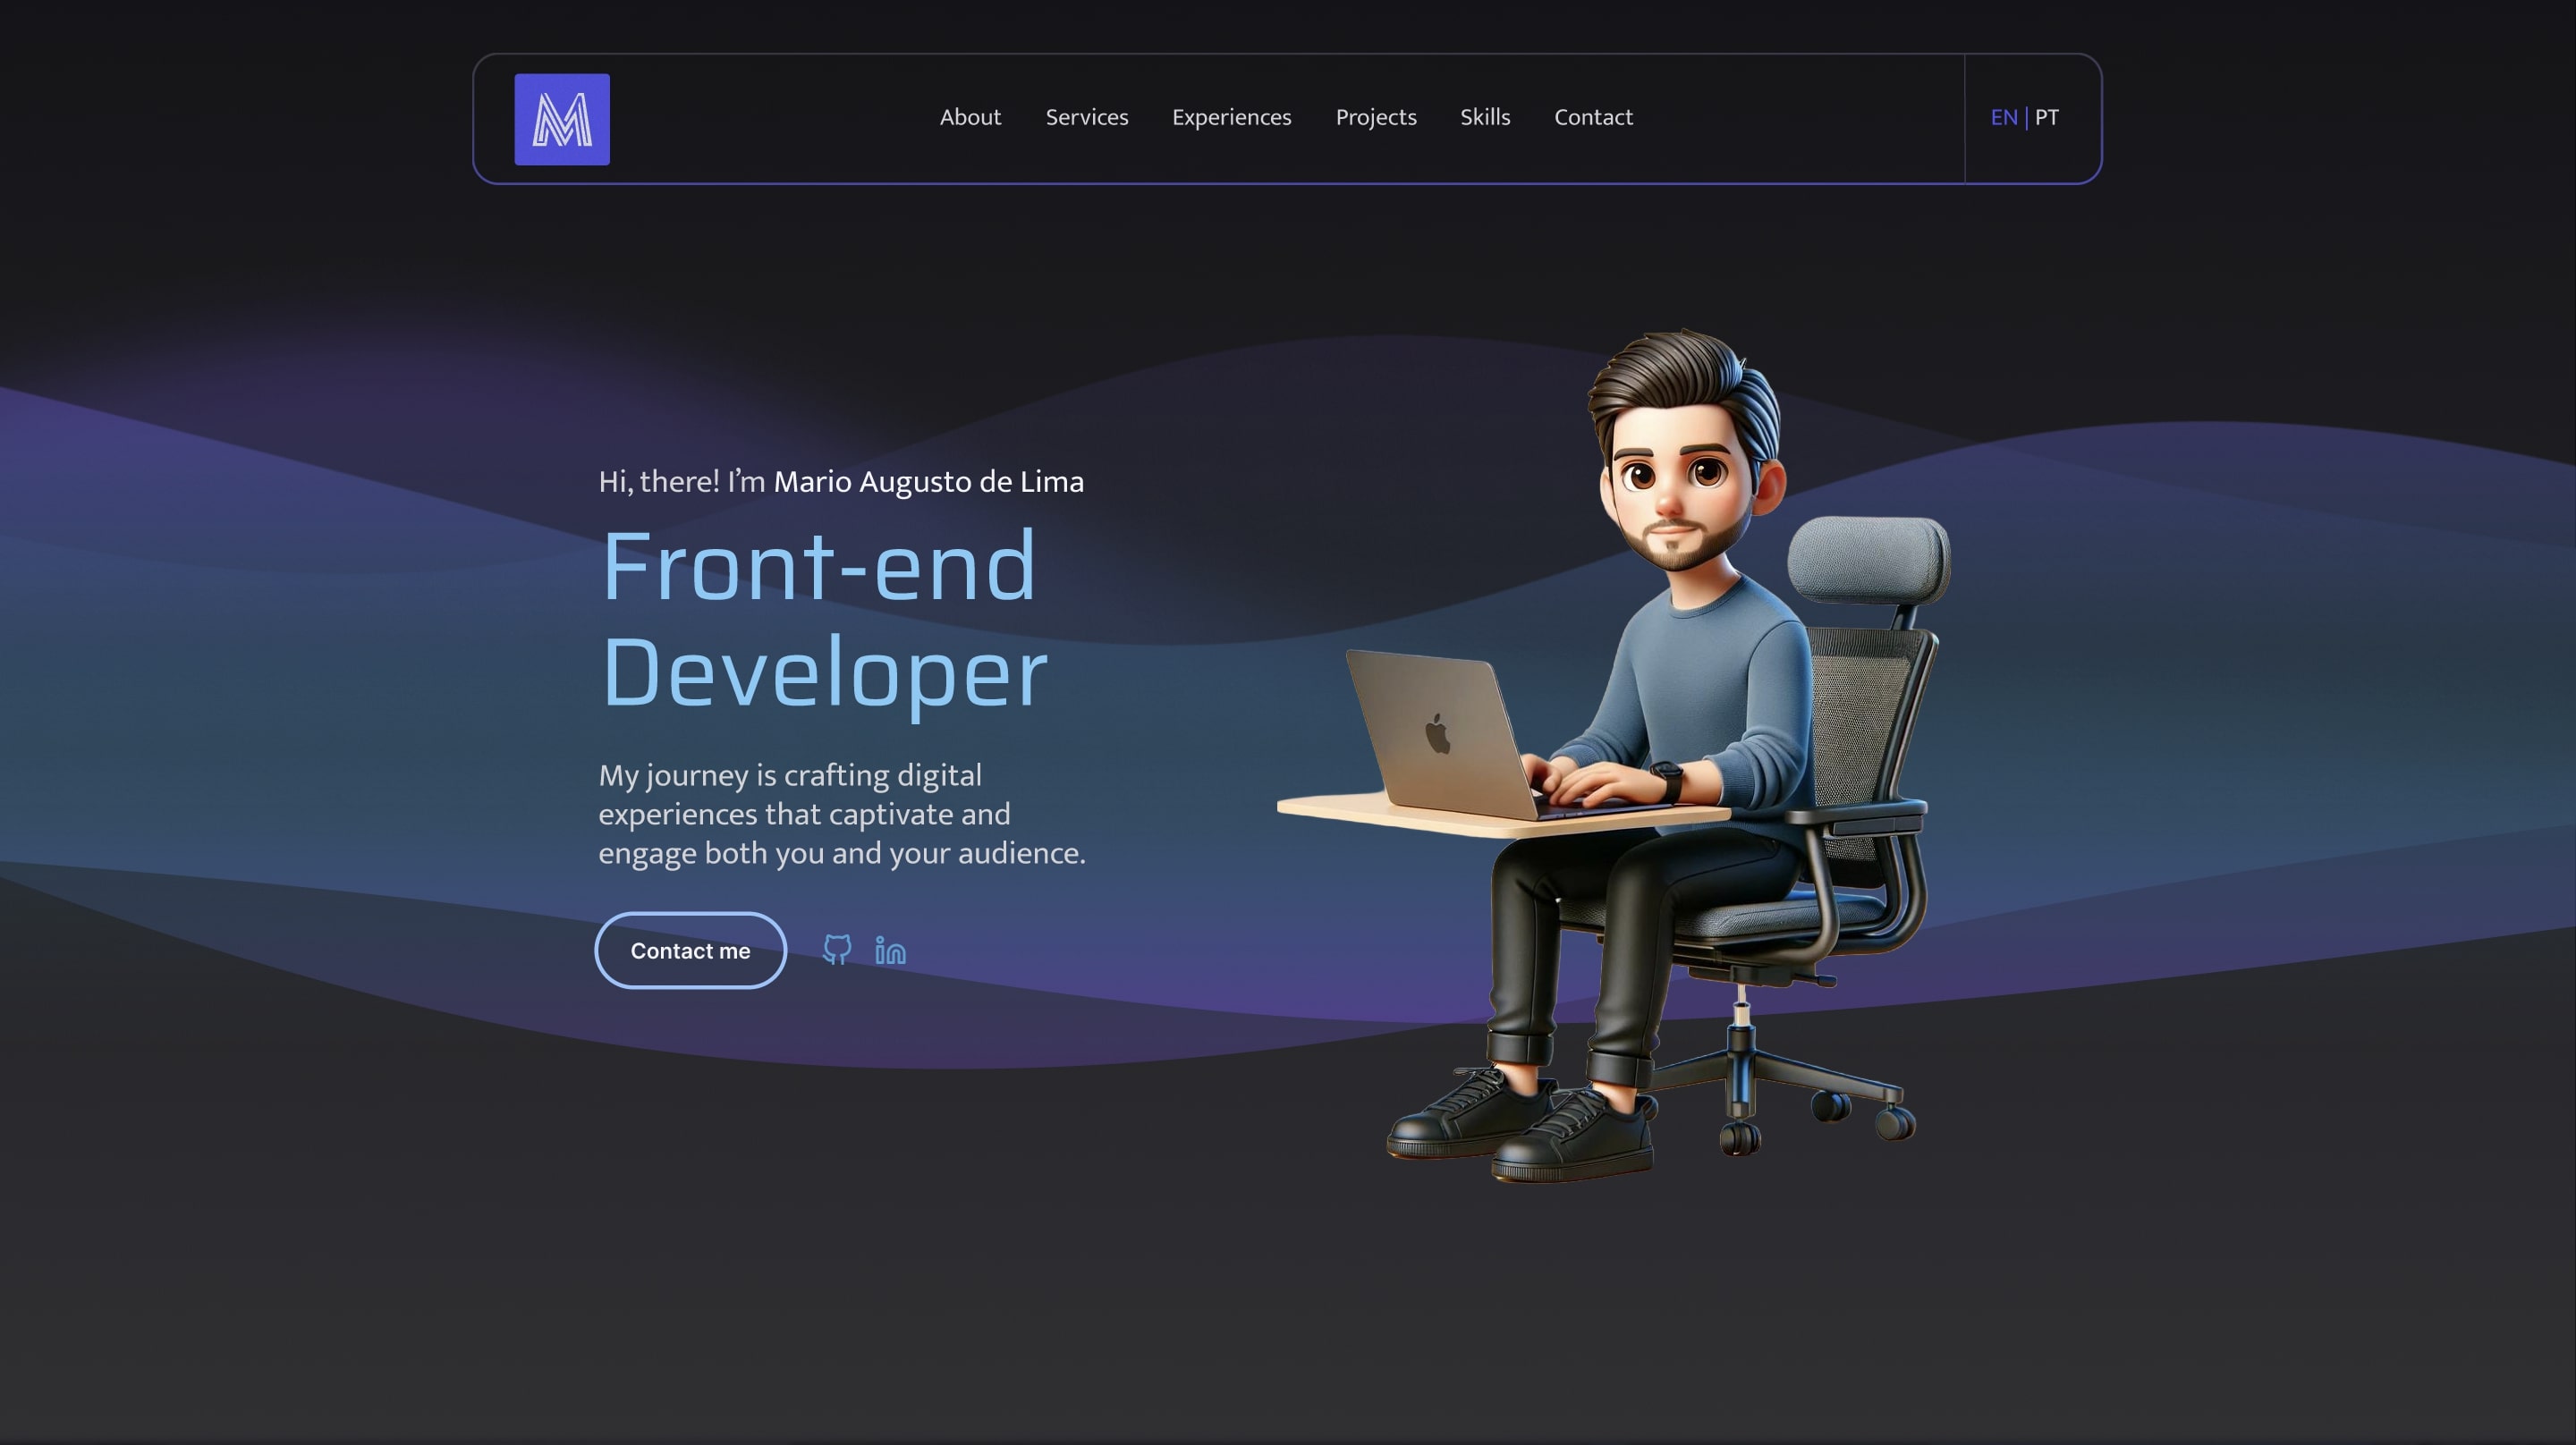 M
About Services Experiences Projects Skills Contact
EN | PT
Hi, there! I’m Mario Augusto de Lima
Front-end
Developer
My journey is crafting digital
experiences that captivate and
engage both you and your audience.
Contact me
in